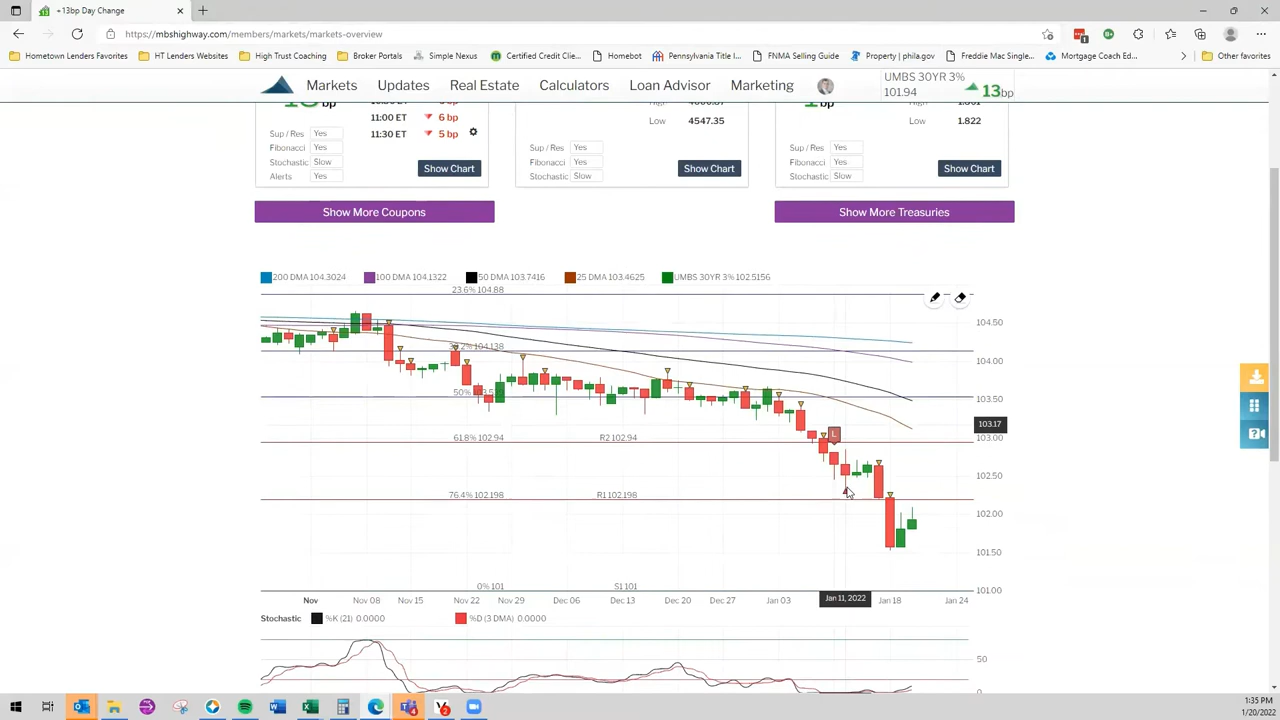 +13bp Day Change
https://mbshighway.com/members/markets/markets-overview
1
Hometown Lenders Favorites
HT Lenders Websites
High Trust Coaching
Broker Portals
Simple Nexus
Certified Credit Clie...
Homebot
Pennsylvania Title I...
FNMA Selling Guide
Property | phila.gov
Freddie Mac Single...
Mortgage Coach Ed...
Other favorites
Markets
Updates
Real Estate
Calculators
Loan Advisor
Marketing
UMBS 30YR 3%
101.94
13bp
bp
11:00 ET
6 bp
11:30 ET
5 bp
Sup / Res Yes
Fibonacci Yes
Stochastic Slow
Alerts Yes
Show Chart
Low 4547.35
Sup / Res Yes
Fibonacci Yes
Stochastic Slow
Show Chart
bp
Low 1.822
Sup / Res Yes
Fibonacci Yes
Stochastic Slow
Show Chart
Show More Coupons
Show More Treasuries
200 DMA 104.3024
100 DMA 104.1322
50 DMA 103.7416
25 DMA 103.4625
UMBS 30YR 3% 102.5156
23.6% 104.88
104.50
104.138
104.00
50%
103.50
103.17
L
61.8% 102.94
R2 102.94
103.00
102.50
76.4% 102.198
R1 102.198
102.00
101.50
0% 101
S1 101
101.00
Nov
Nov 08
Nov 15
Nov 22
Nov 29
Dec 06
Dec 13
Dec 20
Dec 27
Jan 03
Jan 11, 2022
Jan 18
Jan 24
Stochastic
%K (21) 0.0000
%D (3 DMA) 0.0000
50
0
1:35 PM
1/20/2022